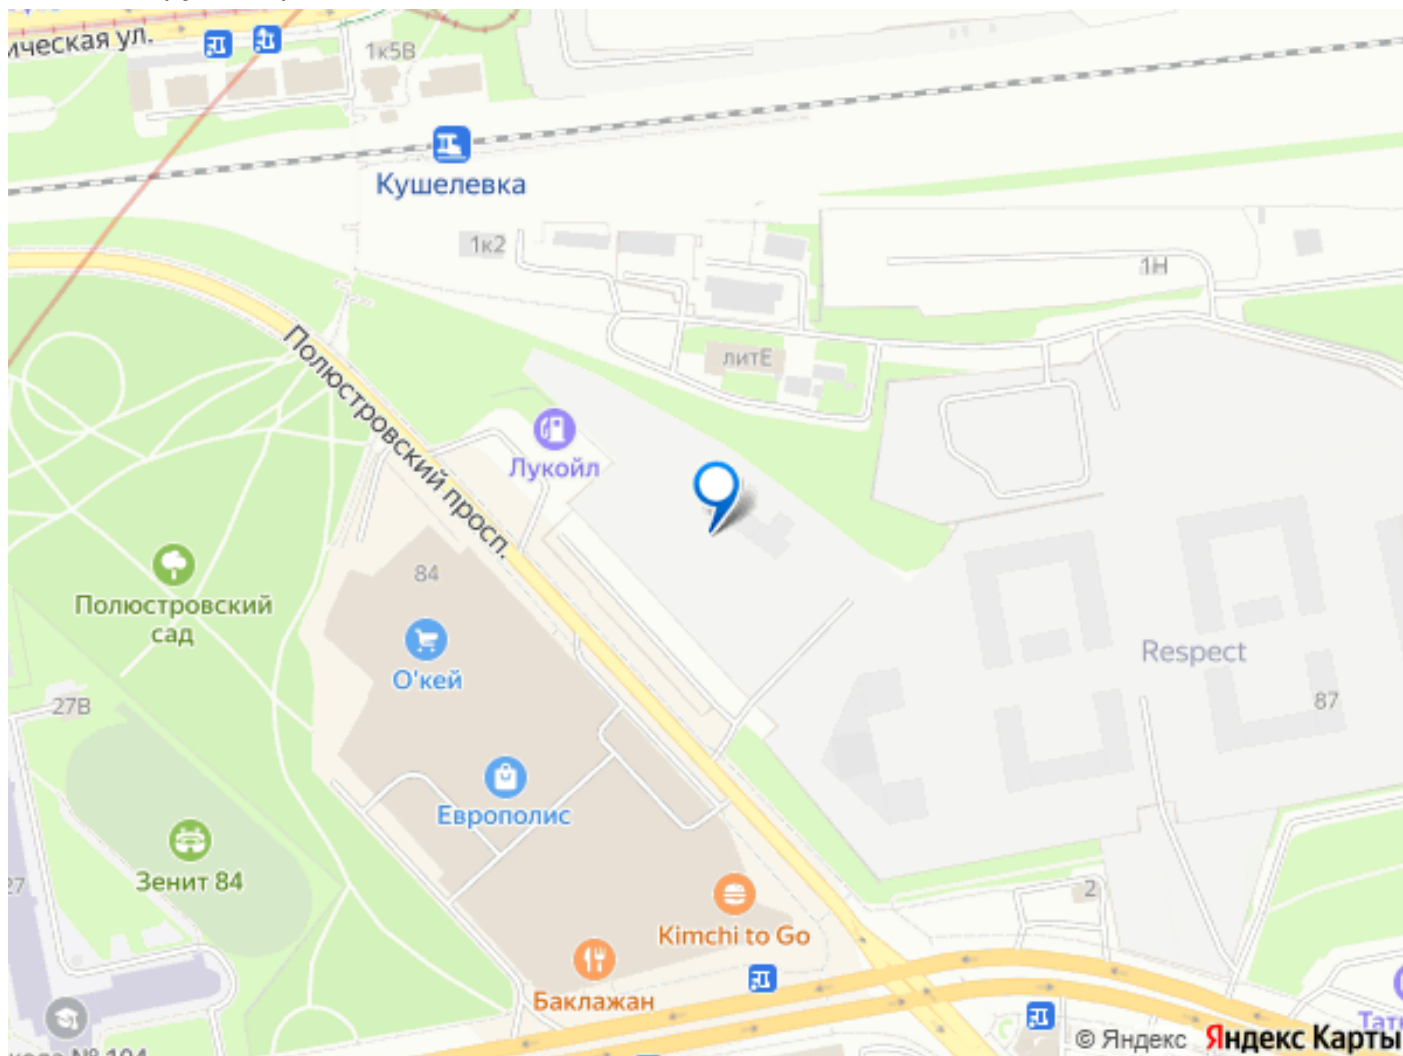 ическая ул.
1к5В
Кушелевка
1к2
1Н
литЕ
Полюстровский просп.
Лукойл
84
Полюстровский
сад
О'кей
Respect
27В
87
Европолис
Зенит 84
27
2
Kimchi to Go
Баклажан
© Яндекс Яндекс Карты